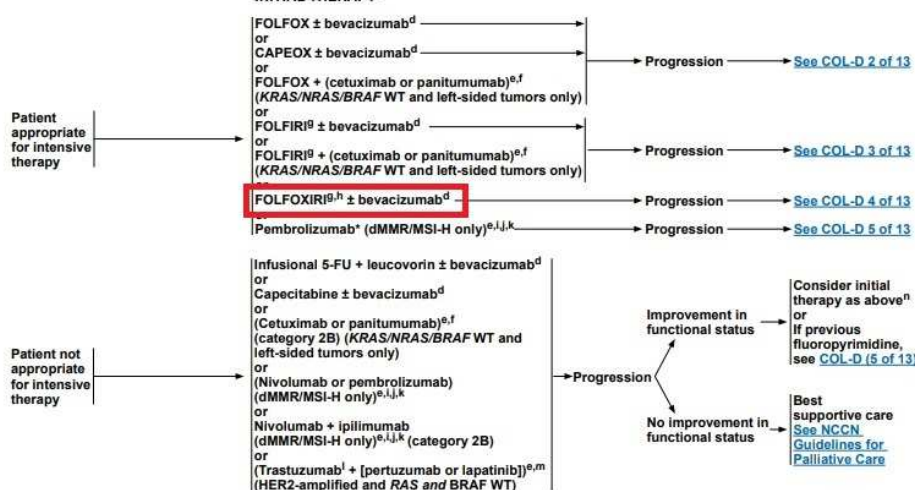 FOLFOX ± bevacizumabᵈ
or
CAPEOX ± bevacizumabᵈ
or
FOLFOX + (cetuximab or panitumumab)ᵉ,ᶠ
(KRAS/NRAS/BRAF WT and left-sided tumors only)
or
FOLFIRIᵍ ± bevacizumabᵈ
or
FOLFIRIᵍ + (cetuximab or panitumumab)ᵉ,ᶠ
(KRAS/NRAS/BRAF WT and left-sided tumors only)
FOLFOXIRIᵍ,ʰ ± bevacizumabᵈ
or
Pembrolizumab* (dMMR/MSI-H only)ᵉ,ⁱ,ʲ,ᵏ
Patient
appropriate
for intensive
therapy
Progression
See COL-D 2 of 13
Progression
See COL-D 3 of 13
Progression
See COL-D 4 of 13
Progression
See COL-D 5 of 13
Patient not
appropriate
for intensive
therapy
Infusional 5-FU + leucovorin ± bevacizumabᵈ
or
Capecitabine ± bevacizumabᵈ
or
(Cetuximab or panitumumab)ᵉ,ᶠ
(category 2B) (KRAS/NRAS/BRAF WT and
left-sided tumors only)
or
(Nivolumab or pembrolizumab)
(dMMR/MSI-H only)ᵉ,ⁱ,ʲ,ᵏ
or
Nivolumab + ipilimumab
(dMMR/MSI-H only)ᵉ,ⁱ,ʲ,ᵏ (category 2B)
or
(Trastuzumabˡ + [pertuzumab or lapatinib])ᵉ,ᵐ
(HER2-amplified and RAS and BRAF WT)
Progression
Improvement in
functional status
Consider initial
therapy as aboveⁿ
or
If previous
fluoropyrimidine,
see COL-D (5 of 13)
No improvement in
functional status
Best
supportive care
See NCCN
Guidelines for
Palliative Care